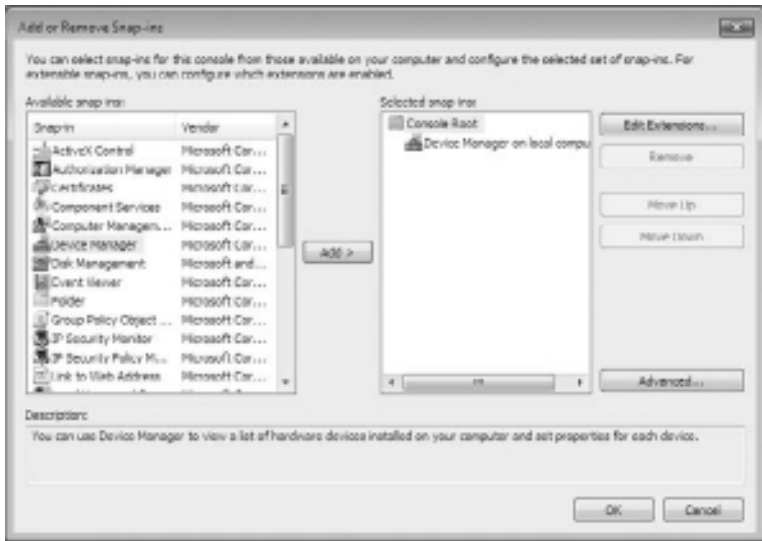 Add or Remove Snap-ins
You can select snap-ins for this console from those available on your computer and configure the selected set of snap-ins. For
extensible snap-ins, you can configure which extensions are enabled.
Available snap-ins:
Snap-in Vendor
ActiveX Control Microsoft Cor...
Authorization Manager Microsoft Cor...
Certificates Microsoft Cor...
Component Services Microsoft Cor...
Computer Managem... Microsoft Cor...
Device Manager Microsoft Cor...
Disk Management Microsoft and...
Event Viewer Microsoft Cor...
Folder Microsoft Cor...
Group Policy Object ... Microsoft Cor...
IP Security Monitor Microsoft Cor...
IP Security Policy M... Microsoft Cor...
Link to Web Address Microsoft Cor...
Add >
Selected snap-ins:
Console Root
Device Manager on local compu
Edit Extensions...
Remove
Move Up
Move Down
Advanced...
Description:
You can use Device Manager to view a list of hardware devices installed on your computer and set properties for each device.
OK Cancel